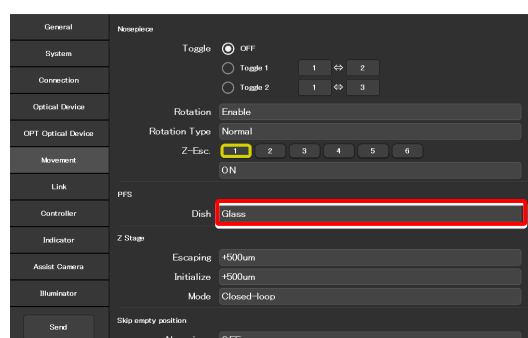 General
System
Connection
Optical Device
OPT Optical Device
Movement
Link
Controller
Indicator
Assist Camera
Illuminator
Send
Nosepiece
Toggle OFF
Toggle 1 1 ⇔ 2
Toggle 2 1 ⇔ 3
Rotation Enable
Rotation Type Normal
Z-Esc. 1 2 3 4 5 6
ON
PFS
Dish Glass
Z Stage
Escaping +500um
Initialize +500um
Mode Closed-loop
Skip empty position